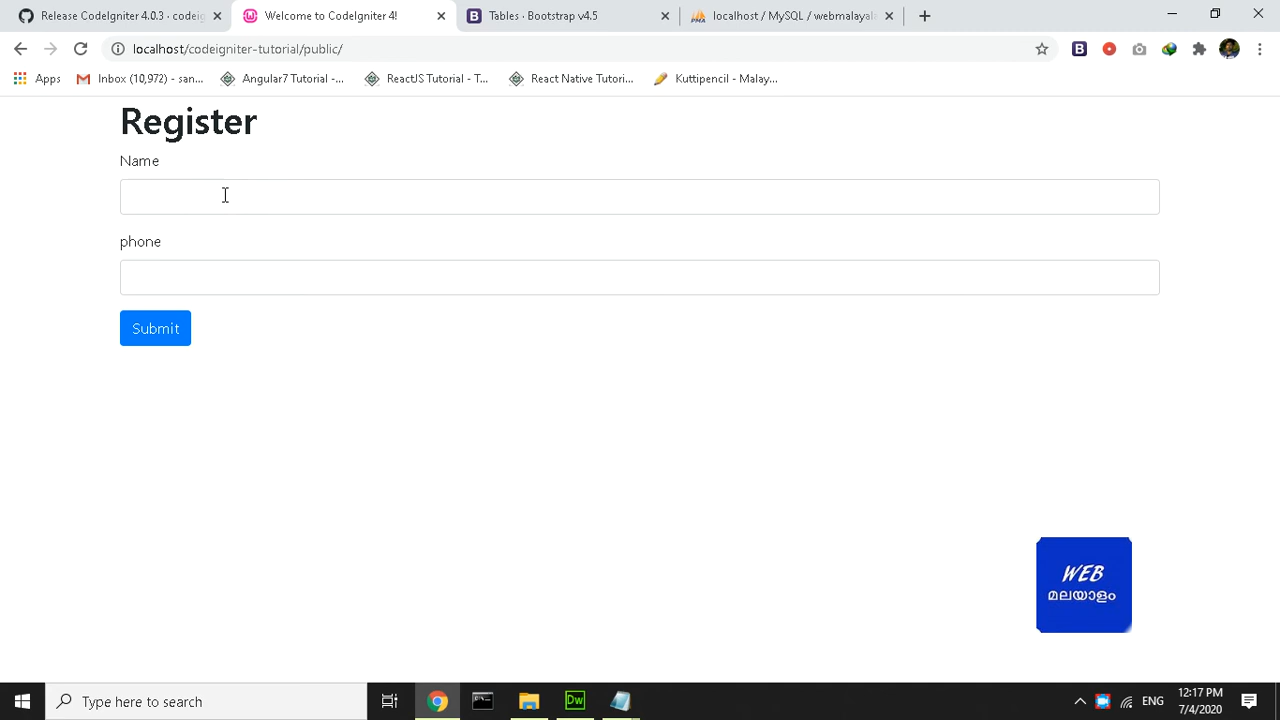 Release CodeIgniter 4.0.3 · codeig
Welcome to CodeIgniter 4!
Tables · Bootstrap v4.5
localhost / MySQL / webmalayala
localhost/codeigniter-tutorial/public/
Apps
Inbox (10,972) - san...
Angular7 Tutorial -...
ReactJS Tutorial - T...
React Native Tutori...
Kuttipencil - Malay...
Register
Name
phone
Submit
WEB
മലയാളം
Type here to search
Dw
ENG
12:17 PM
7/4/2020